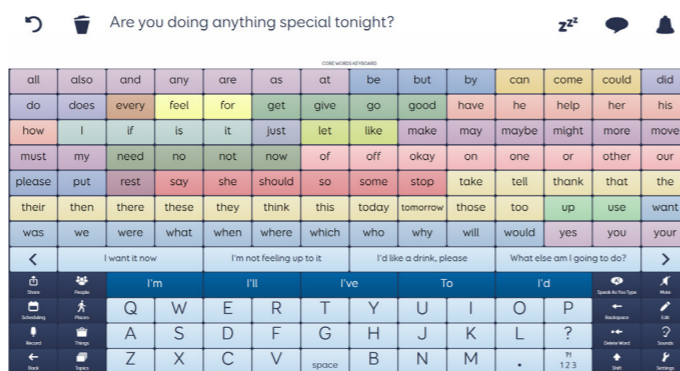 Are you doing anything special tonight?
zzz
CORE WORDS KEYBOARD
all also and any are as at be but by can come could did
do does every feel for get give go good have he help her his
how I if is it just let like make may maybe might more move
must my need no not now of off okay on one or other our
please put rest say she should so some stop take tell thank that the
their then there these they think this today tomorrow those too up use want
was we were what when where which who why will would yes you your
I want it now I'm not feeling up to it I'd like a drink, please What else am I going to do?
Share People I'm I'll I've To I'd Speak As You Type Mute
Scheduling Places Q W E R T Y U I O P Backspace Edit
Record Things A S D F G H J K L ? Delete Word Sounds
Back Topics Z X C V space B N M . ?! 123 Shift Settings